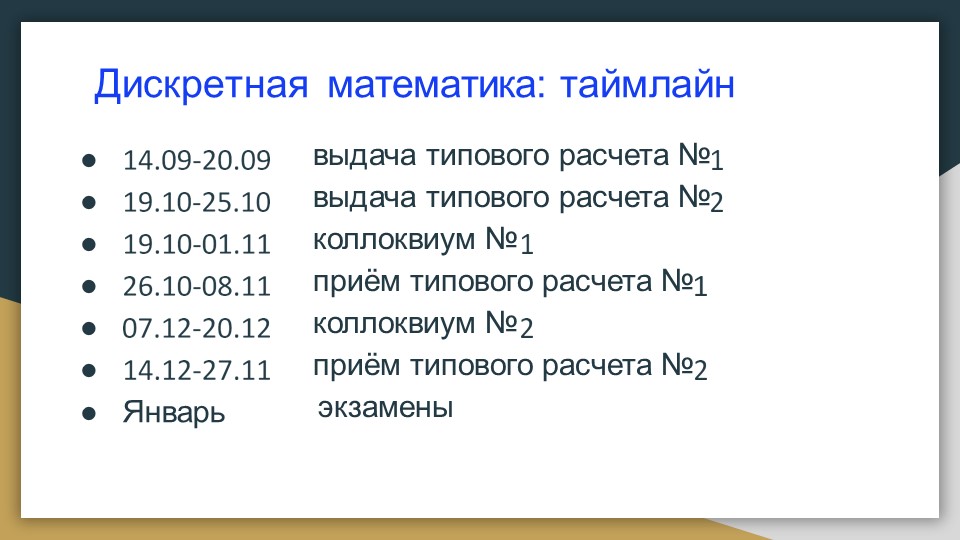 Дискретная математика: таймлайн
● 14.09-20.09 выдача типового расчета №1
● 19.10-25.10 выдача типового расчета №2
● 19.10-01.11 коллоквиум №1
● 26.10-08.11 приём типового расчета №1
● 07.12-20.12 коллоквиум №2
● 14.12-27.11 приём типового расчета №2
● Январь экзамены